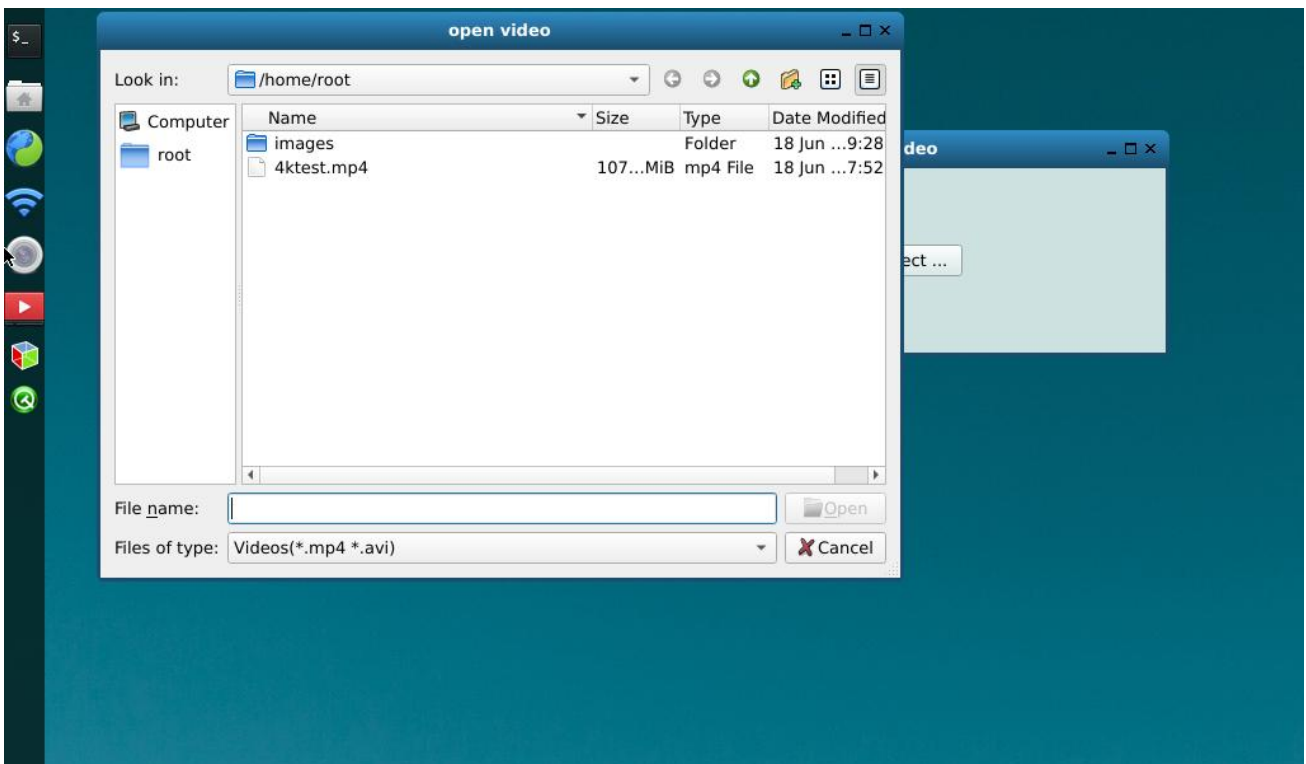 $_
open video
Look in:
/home/root
Computer
root
Name Size Type Date Modified
images Folder 18 Jun ...9:28
4ktest.mp4 107...MiB mp4 File 18 Jun ...7:52
deo
ect ...
File name:
Open
Files of type: Videos(*.mp4 *.avi)
Cancel